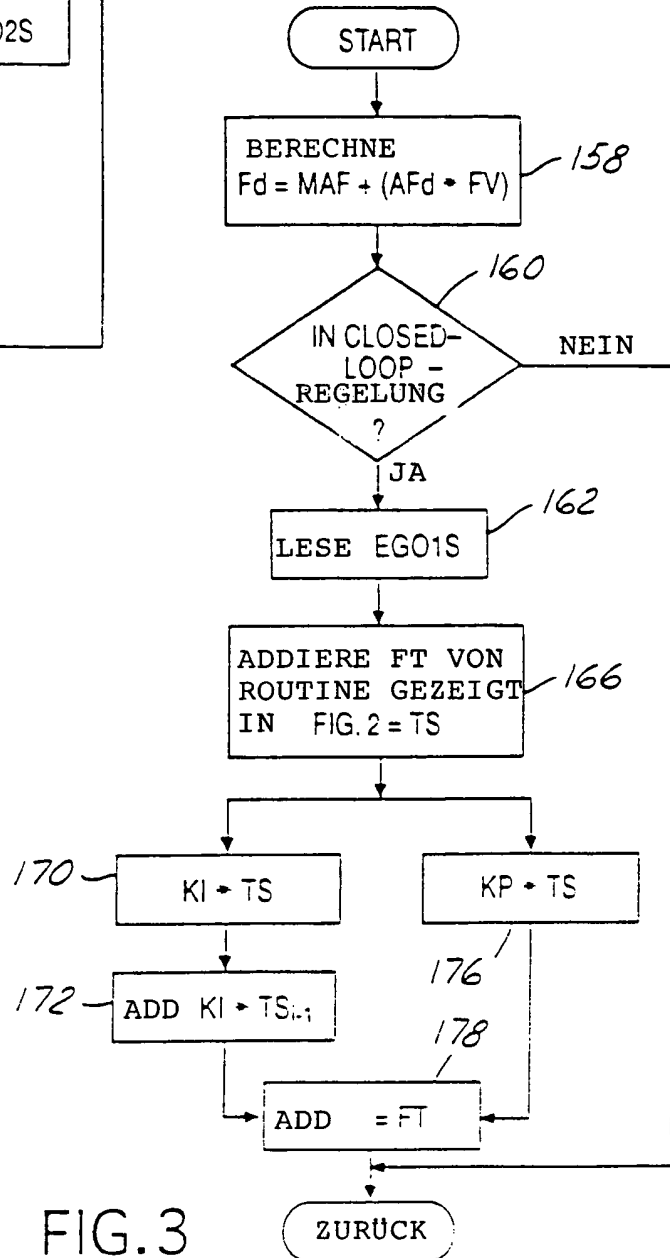 O2S
START
BERECHNE
Fd = MAF ÷ (AFd * FV)
158
160
IN CLOSED-
LOOP -
REGELUNG
?
NEIN
JA
162
LESE EGO1S
ADDIERE FT VON
ROUTINE GEZEIGT
IN FIG. 2 = TS
166
170
KI * TS
KP * TS
176
172
ADD KI * TSi-1
178
ADD = FT
ZURÜCK
FIG.3